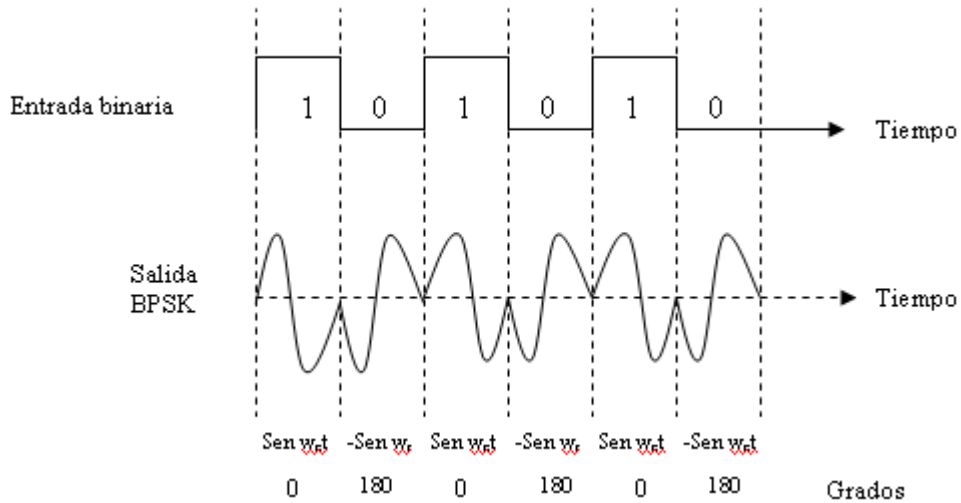 Entrada binaria 1 0 1 0 1 0 Tiempo
Salida
BPSK
Tiempo
Sen wct -Sen wc Sen wct -Sen wc Sen wct -Sen wct
0 180 0 180 0 180 Grados